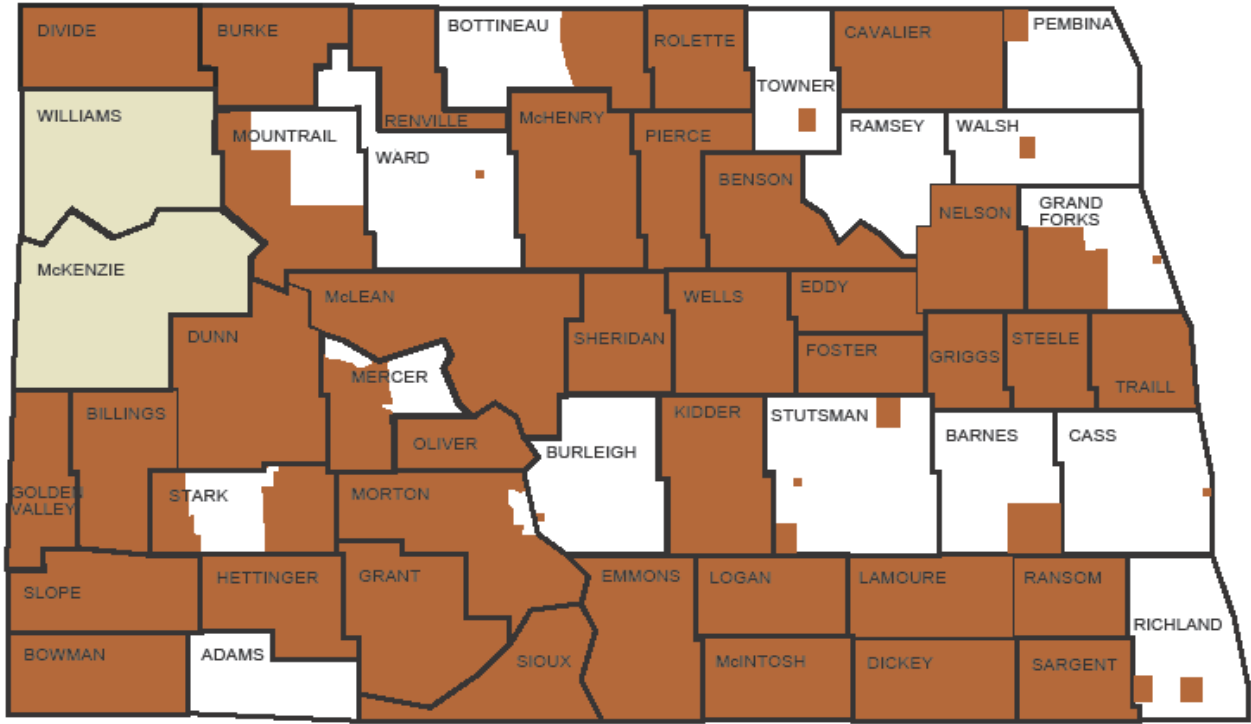 DIVIDE
BURKE
BOTTINEAU
ROLETTE
CAVALIER
PEMBINA
TOWNER
WILLIAMS
MOUNTRAIL
RENVILLE
McHENRY
PIERCE
RAMSEY
WALSH
WARD
BENSON
NELSON
GRAND
FORKS
McKENZIE
McLEAN
WELLS
EDDY
DUNN
SHERIDAN
FOSTER
GRIGGS
STEELE
TRAILL
MERCER
BILLINGS
KIDDER
STUTSMAN
BARNES
CASS
OLIVER
BURLEIGH
GOLDEN
VALLEY
STARK
MORTON
SLOPE
HETTINGER
GRANT
EMMONS
LOGAN
LAMOURE
RANSOM
RICHLAND
BOWMAN
ADAMS
SIOUX
McINTOSH
DICKEY
SARGENT